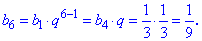 b₆ = b₁ · q⁶⁻¹ = b₄ · q = 1/3 · 1/3 = 1/9.